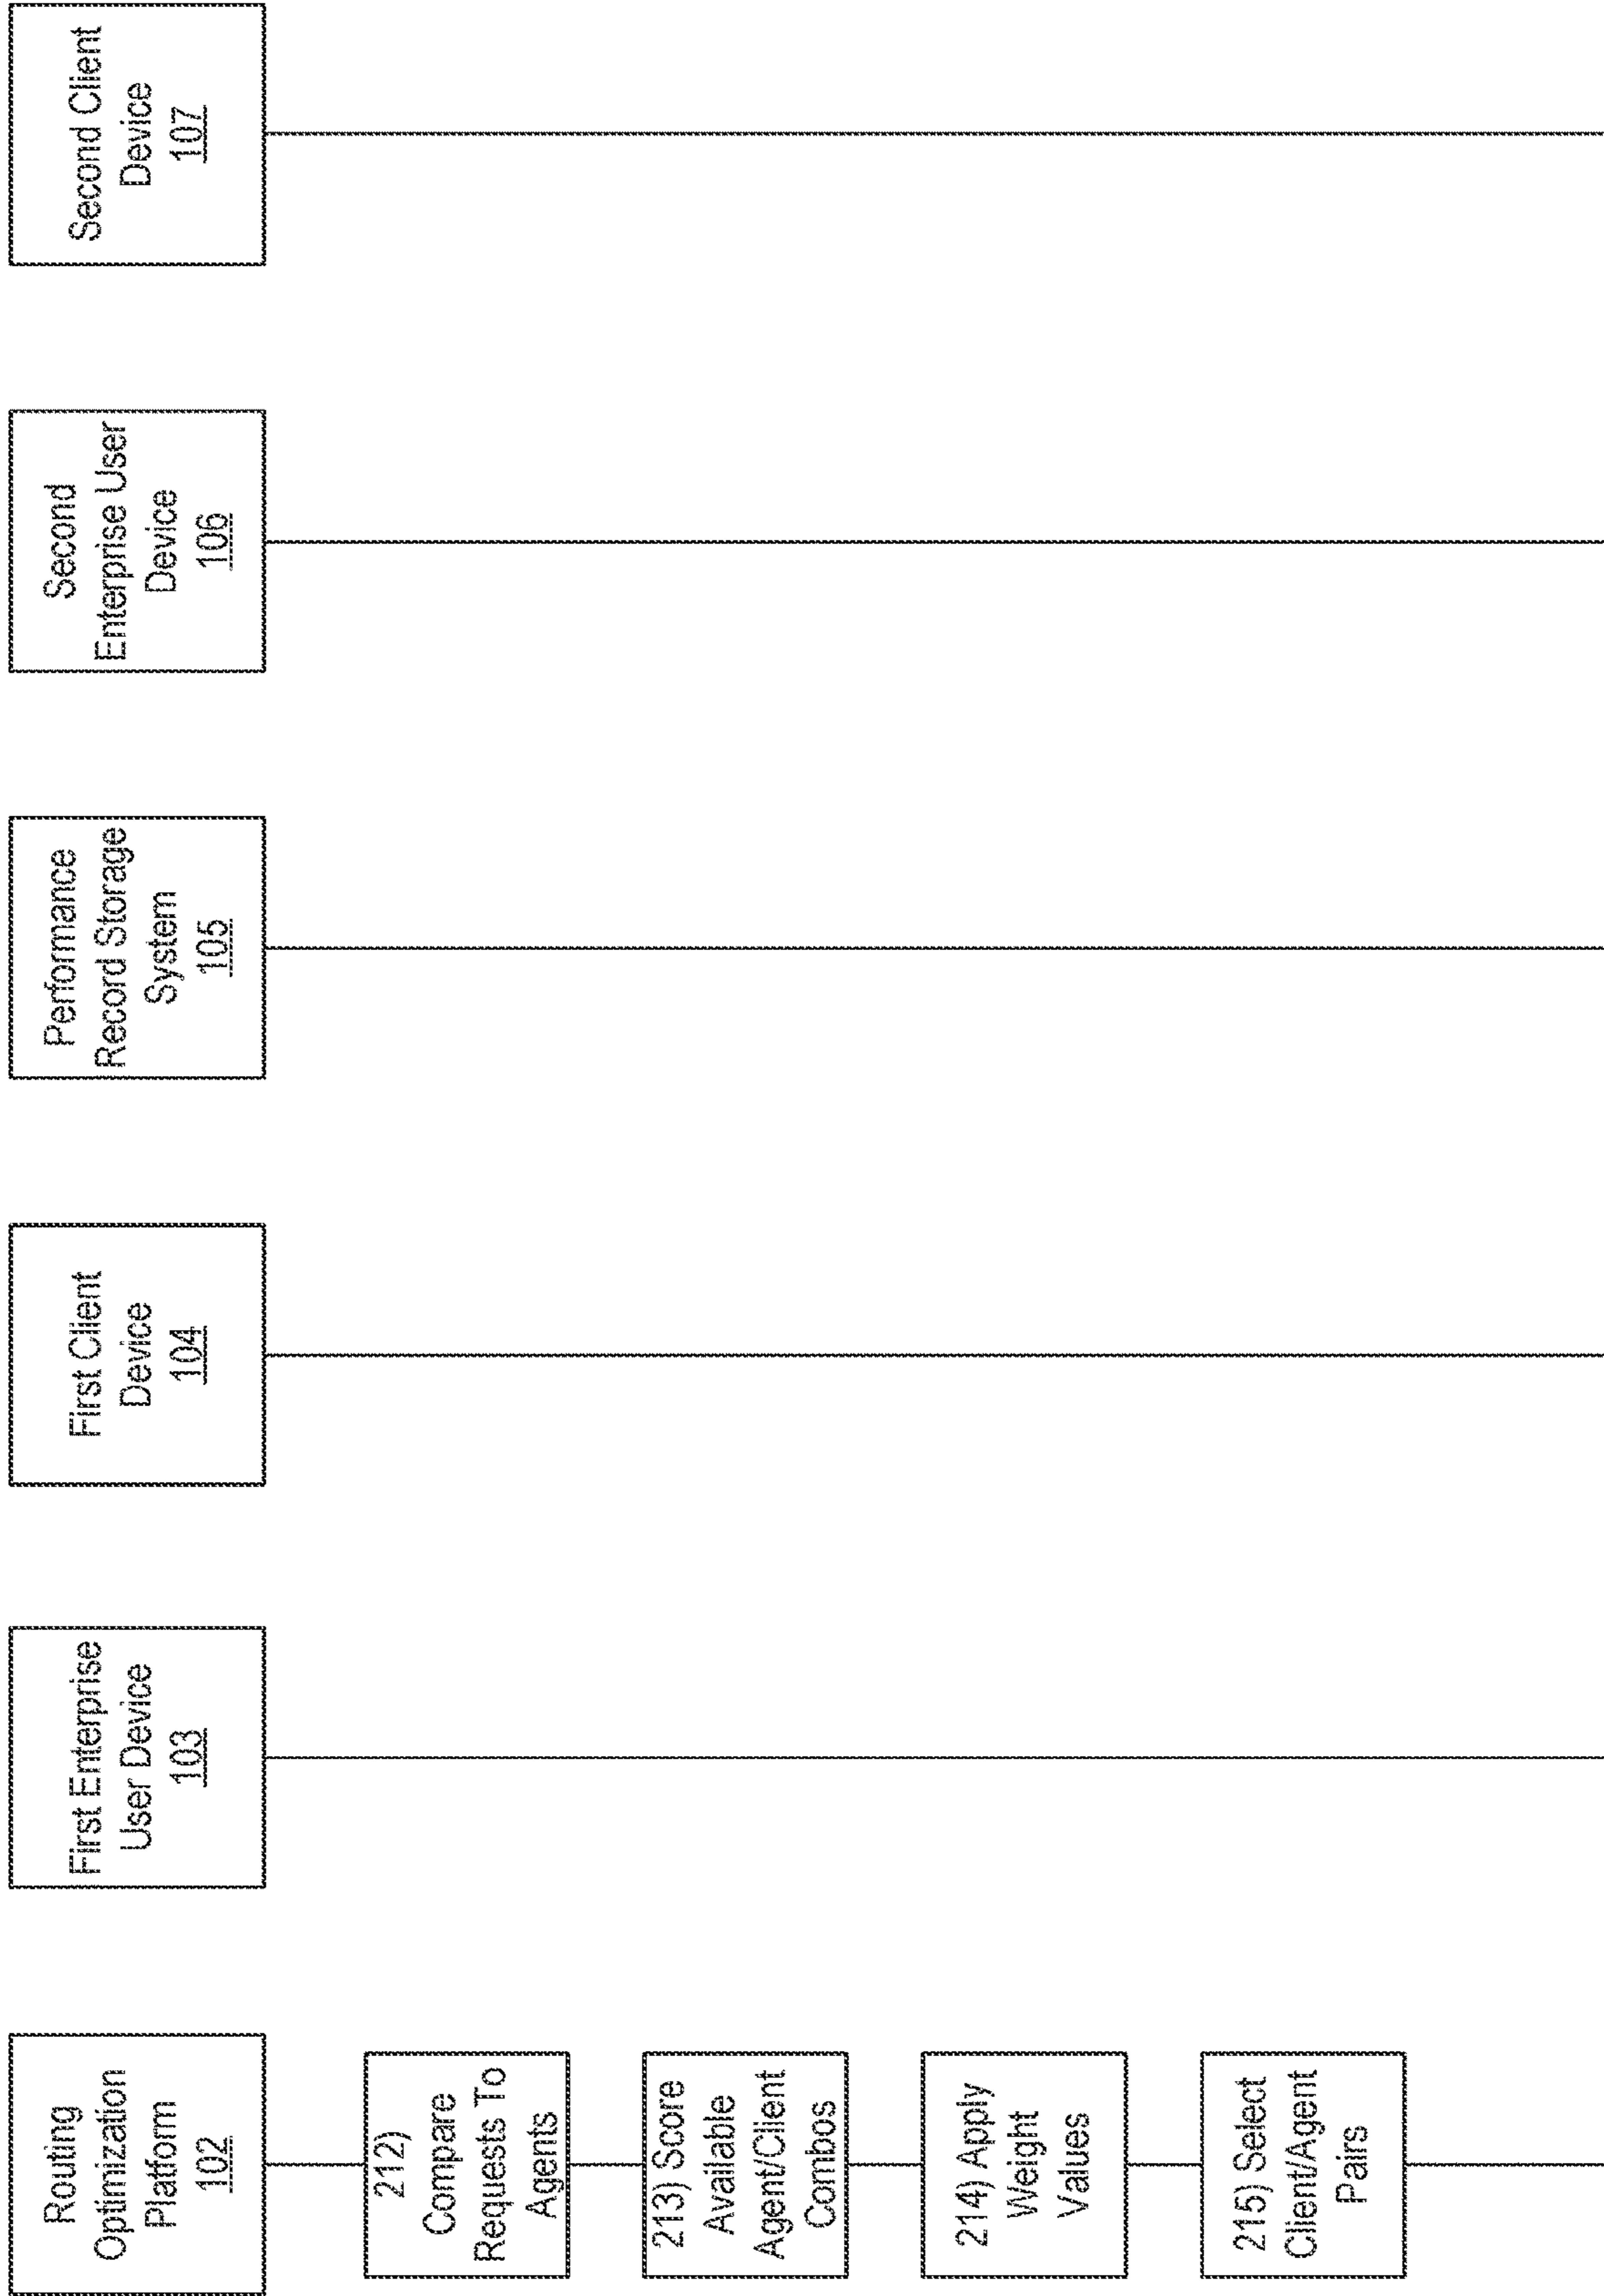 Routing
Optimization
Platform
102
First Enterprise
User Device
103
First Client
Device
104
Performance
Record Storage
System
105
Second
Enterprise User
Device
106
Second Client
Device
107
212)
Compare
Requests To
Agents
213) Score
Available
Agent/Client
Combos
214) Apply
Weight
Values
215) Select
Client/Agent
Pairs